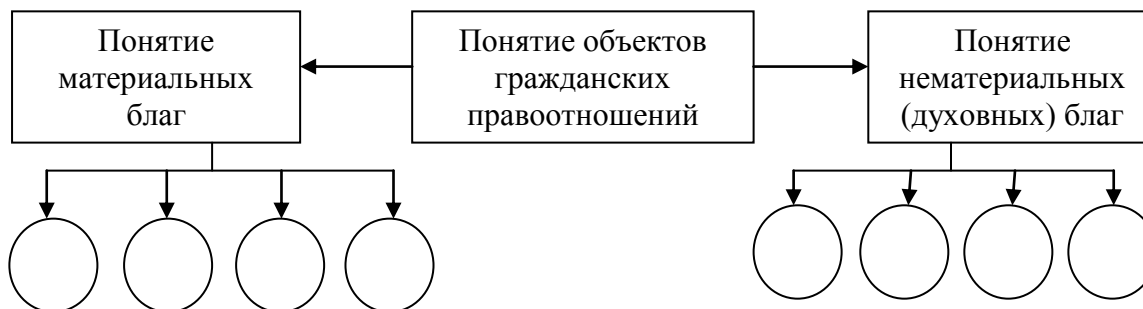 Понятие
материальных
благ
Понятие объектов
гражданских
правоотношений
Понятие
нематериальных
(духовных) благ